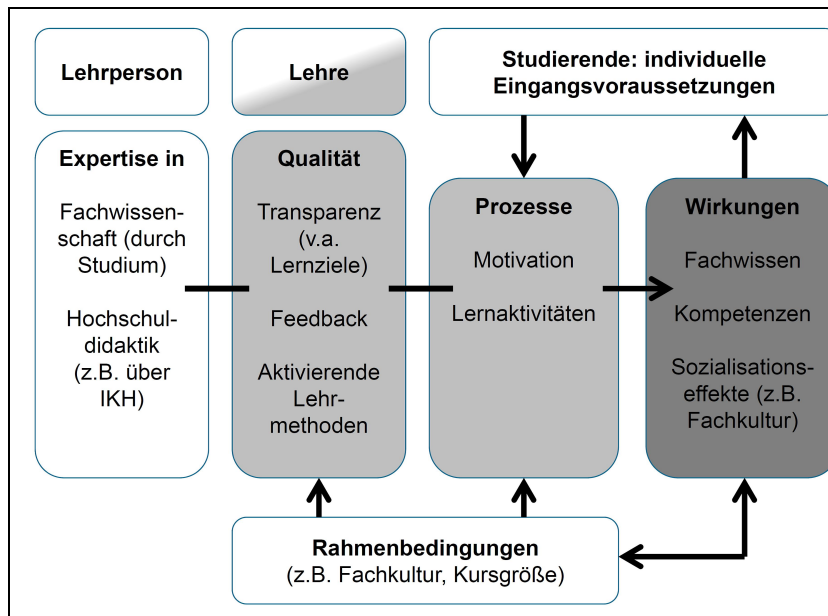 Lehrperson
Lehre
Studierende: individuelle
Eingangsvoraussetzungen
Expertise in
Fachwissen-
schaft (durch
Studium)
Hochschul-
didaktik
(z.B. über
IKH)
Qualität
Transparenz
(v.a.
Lernziele)
Feedback
Aktivierende
Lehr-
methoden
Prozesse
Motivation
Lernaktivitäten
Wirkungen
Fachwissen
Kompetenzen
Sozialisations-
effekte (z.B.
Fachkultur)
Rahmenbedingungen
(z.B. Fachkultur, Kursgröße)